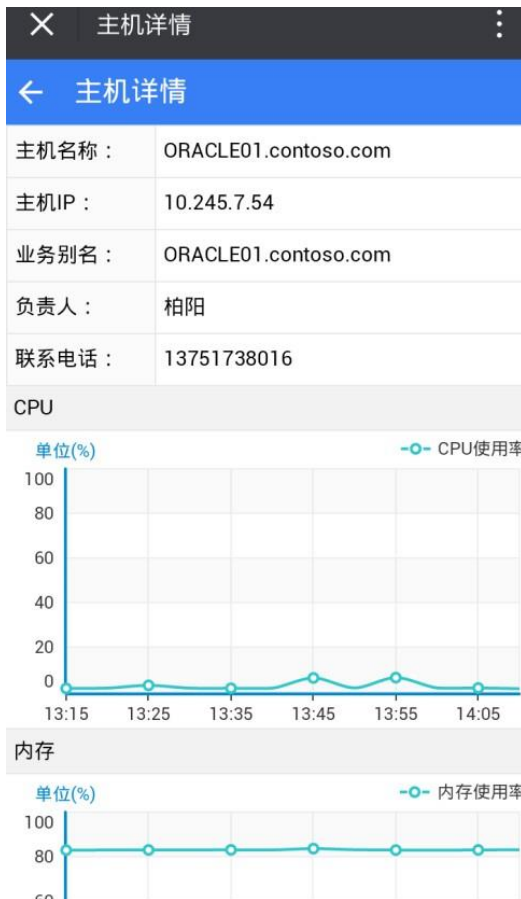 主机详情
主机详情
主机名称： ORACLE01.contoso.com
主机IP： 10.245.7.54
业务别名： ORACLE01.contoso.com
负责人： 柏阳
联系电话： 13751738016
CPU
单位(%) CPU使用率
100
80
60
40
20
0
13:15 13:25 13:35 13:45 13:55 14:05
内存
单位(%) 内存使用率
100
80
60